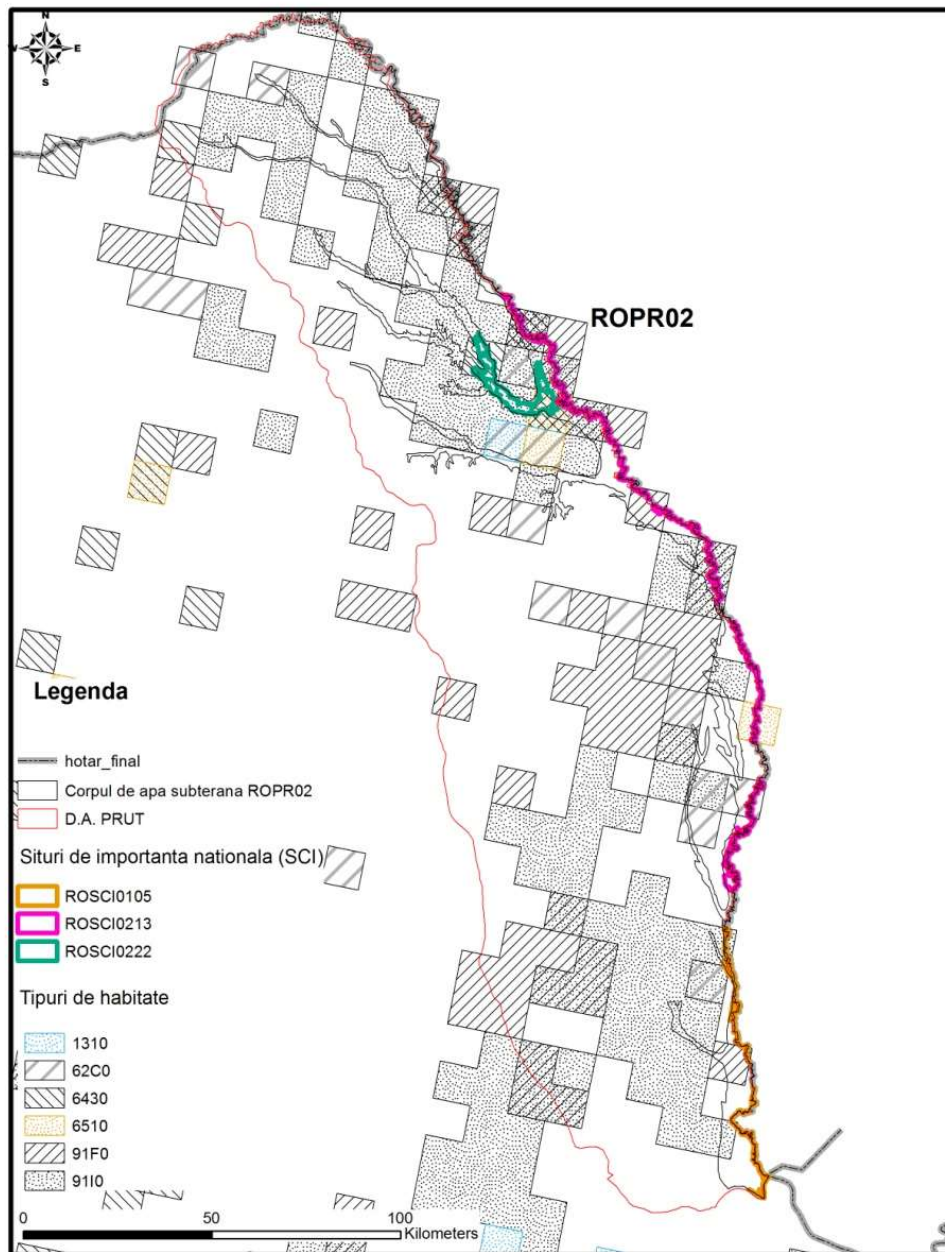 N
W E
S
ROPR02
Legenda
hotar_final
Corpul de apa subterana ROPR02
D.A. PRUT
Situri de importanta nationala (SCI)
ROSCI0105
ROSCI0213
ROSCI0222
Tipuri de habitate
1310
62C0
6430
6510
91F0
91I0
0 50 100
Kilometers